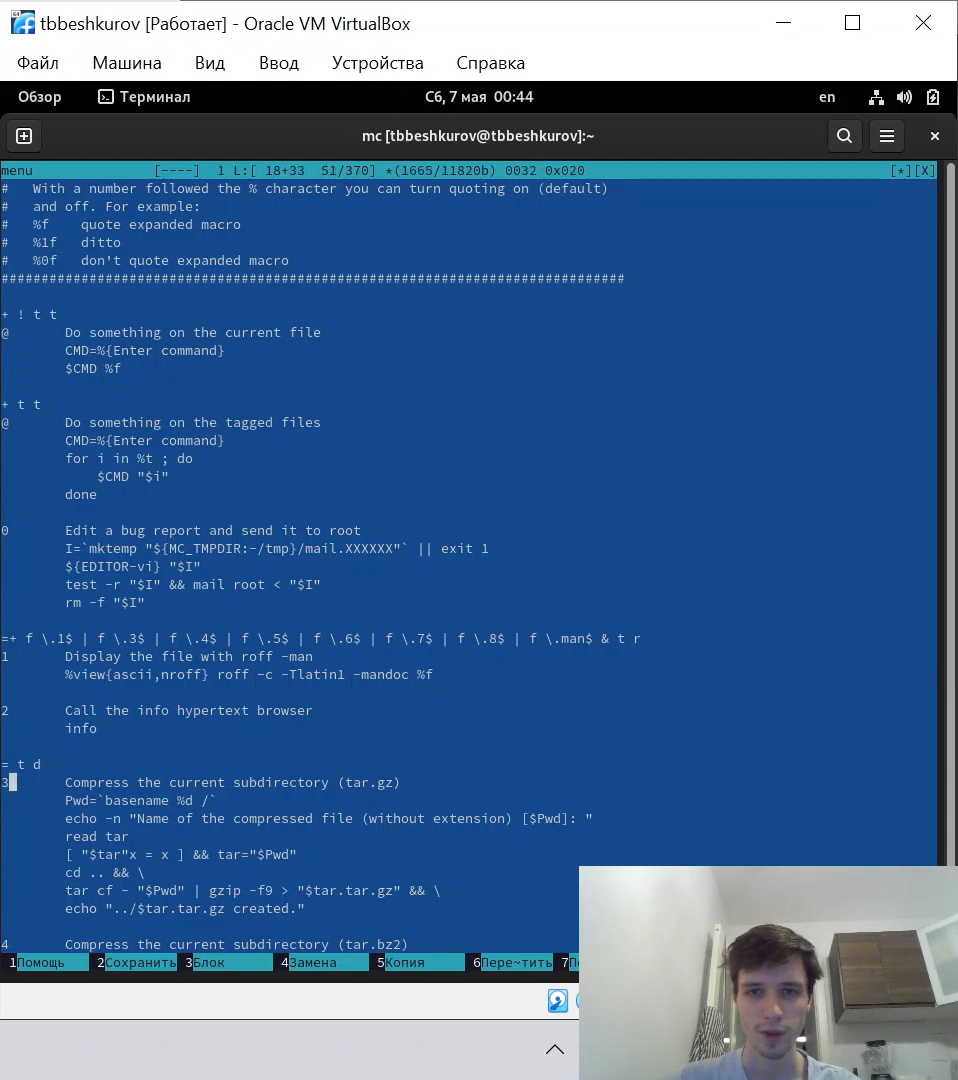 tbbeshkurov [Работает] - Oracle VM VirtualBox
Файл Машина Вид Ввод Устройства Справка
Обзор Терминал Сб, 7 мая 00:44 en
mc [tbbeshkurov@tbbeshkurov]:~
menu [----] 1 L:[ 18+33 51/370] *(1665/11820b) 0032 0x020 [*][X]
# With a number followed the % character you can turn quoting on (default)
# and off. For example:
# %f quote expanded macro
# %1f ditto
# %0f don't quote expanded macro
##############################################################################
+ ! t t
@ Do something on the current file
CMD=%{Enter command}
$CMD %f
+ t t
@ Do something on the tagged files
CMD=%{Enter command}
for i in %t ; do
$CMD "$i"
done
0 Edit a bug report and send it to root
I=`mktemp "${MC_TMPDIR:-/tmp}/mail.XXXXXX"` || exit 1
${EDITOR-vi} "$I"
test -r "$I" && mail root < "$I"
rm -f "$I"
=+ f \.1$ | f \.3$ | f \.4$ | f \.5$ | f \.6$ | f \.7$ | f \.8$ | f \.man$ & t r
1 Display the file with roff -man
%view{ascii,nroff} roff -c -Tlatin1 -mandoc %f
2 Call the info hypertext browser
info
= t d
3 Compress the current subdirectory (tar.gz)
Pwd=`basename %d /`
echo -n "Name of the compressed file (without extension) [$Pwd]: "
read tar
[ "$tar"x = x ] && tar="$Pwd"
cd .. && \
tar cf - "$Pwd" | gzip -f9 > "$tar.tar.gz" && \
echo "../$tar.tar.gz created."
4 Compress the current subdirectory (tar.bz2)
1Помощь 2Сохранить 3Блок 4Замена 5Копия 6Пере~тить 7